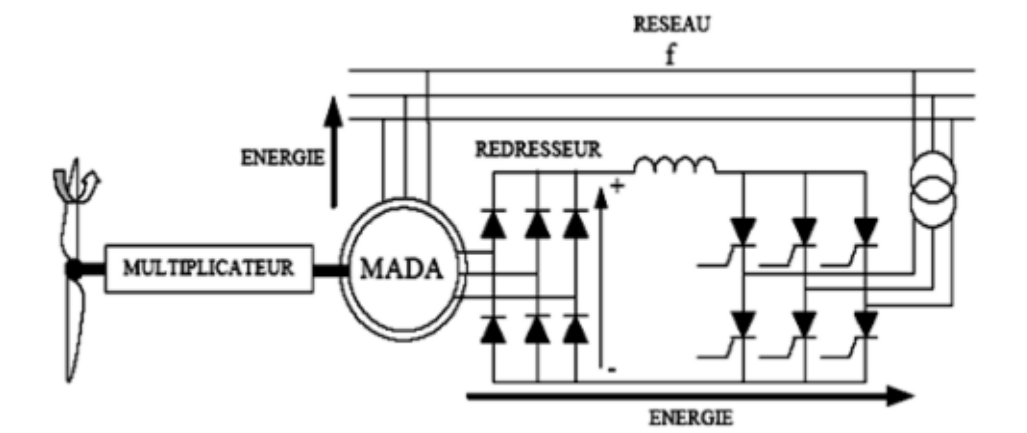 RESEAU
f
ENERGIE
REDRESSEUR
+
MULTIPLICATEUR
MADA
-
ENERGIE